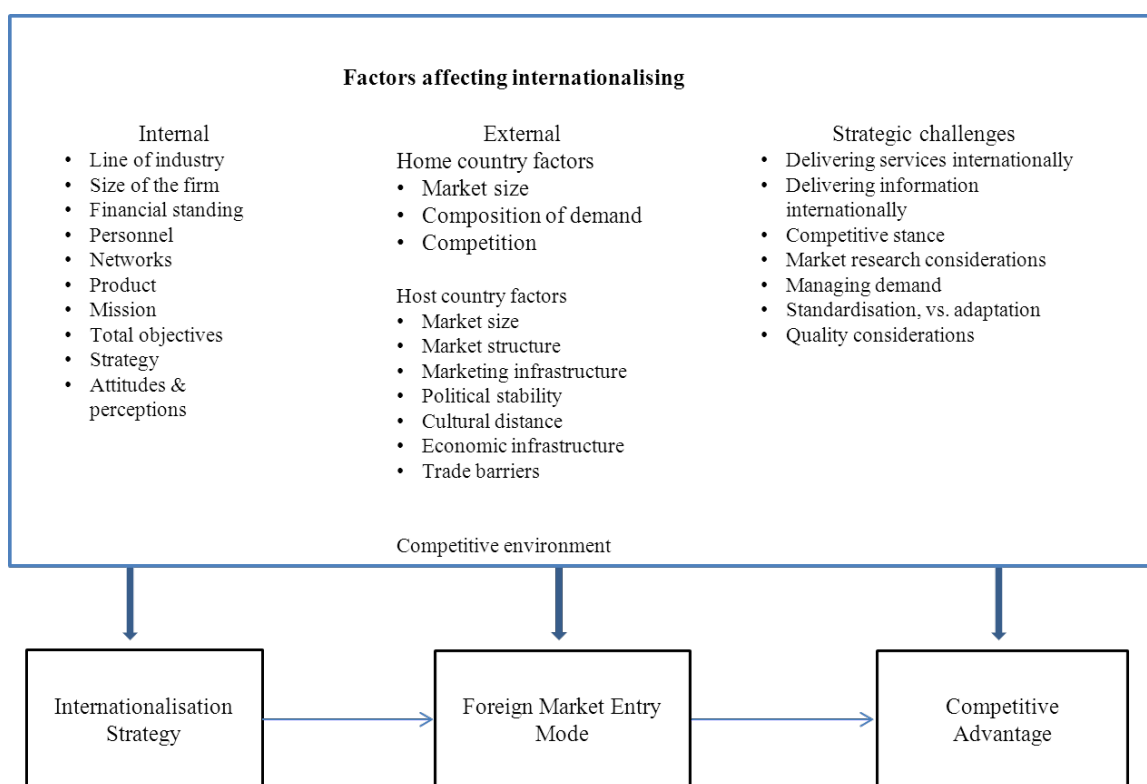 Factors affecting internationalising
Internal
• Line of industry
• Size of the firm
• Financial standing
• Personnel
• Networks
• Product
• Mission
• Total objectives
• Strategy
• Attitudes &
perceptions
External
Home country factors
• Market size
• Composition of demand
• Competition
Host country factors
• Market size
• Market structure
• Marketing infrastructure
• Political stability
• Cultural distance
• Economic infrastructure
• Trade barriers
Competitive environment
Strategic challenges
• Delivering services internationally
• Delivering information
internationally
• Competitive stance
• Market research considerations
• Managing demand
• Standardisation, vs. adaptation
• Quality considerations
Internationalisation
Strategy
Foreign Market Entry
Mode
Competitive
Advantage